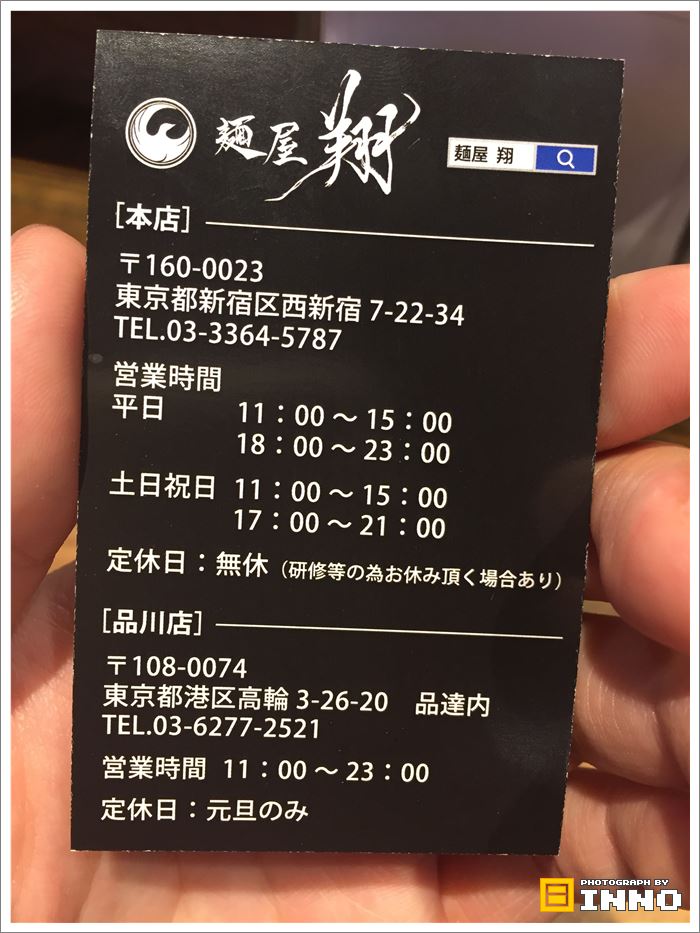 麺屋 翔
麺屋 翔
[本店]
〒160-0023
東京都新宿区西新宿 7-22-34
TEL.03-3364-5787
営業時間
平日 11：00 ～ 15：00
18：00 ～ 23：00
土日祝日 11：00 ～ 15：00
17：00 ～ 21：00
定休日：無休（研修等の為お休み頂く場合あり）
[品川店]
〒108-0074
東京都港区高輪 3-26-20 品達内
TEL.03-6277-2521
営業時間 11：00 ～ 23：00
定休日：元旦のみ
PHOTOGRAPH BY
INNO